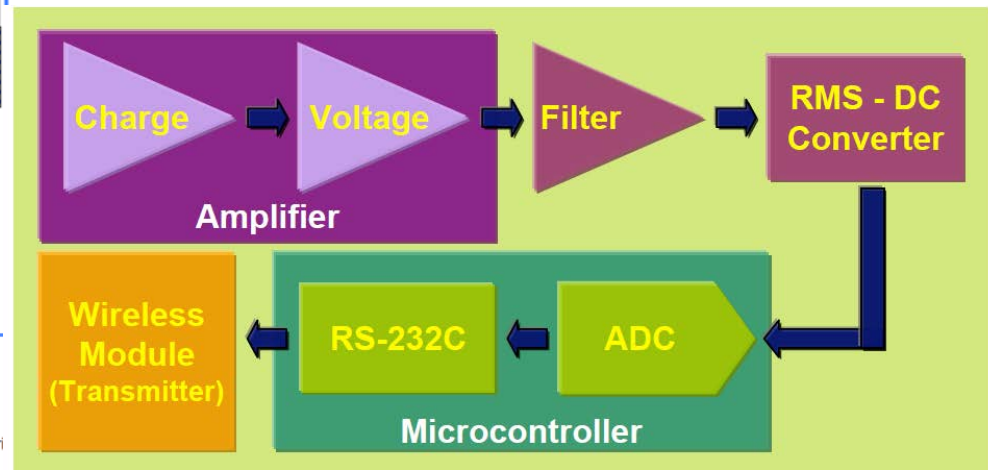 Charge
Voltage
Filter
RMS - DC
Converter
Amplifier
Wireless
Module
(Transmitter)
RS-232C
ADC
Microcontroller